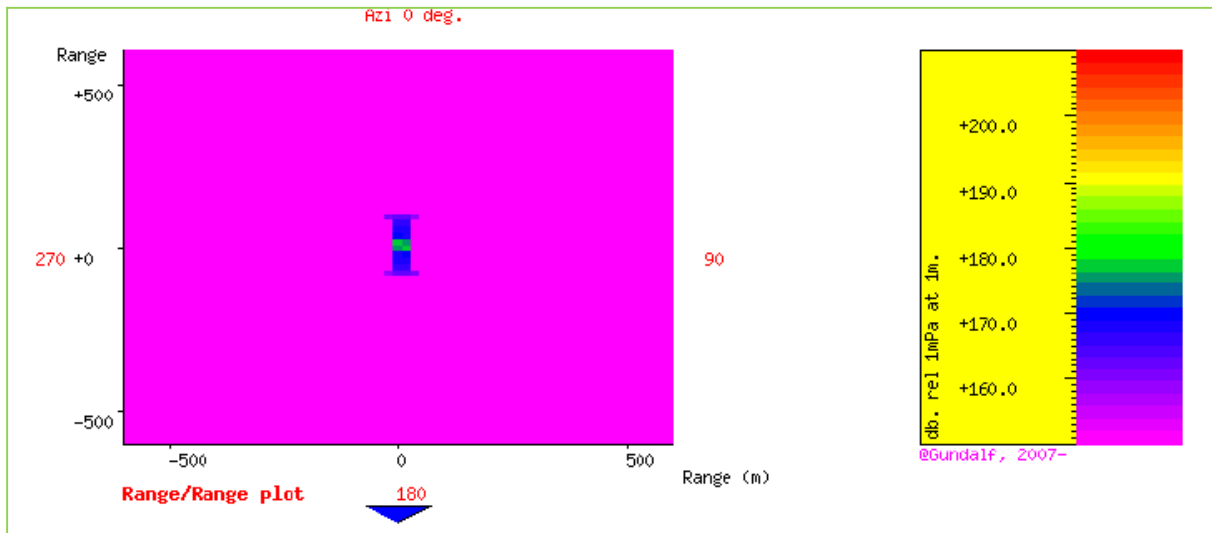 Azi 0 deg.
Range
+500
270 +0
90
-500
-500 0 500
Range (m)
Range/Range plot 180
+200.0
+190.0
+180.0
+170.0
+160.0
db. rel 1mPa at 1m.
@Gundalf, 2007-